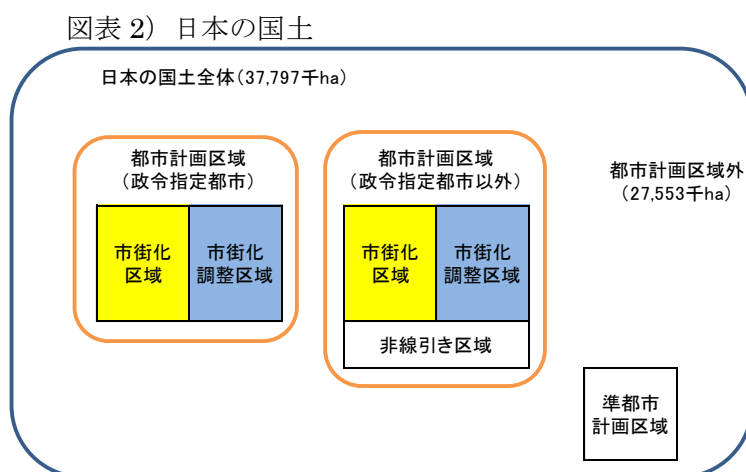 図表 2） 日本の国土
日本の国土全体(37,797千ha)
都市計画区域
（政令指定都市）
市街化
区域
市街化
調整区域
都市計画区域
（政令指定都市以外）
市街化
区域
市街化
調整区域
非線引き区域
都市計画区域外
(27,553千ha)
準都市
計画区域